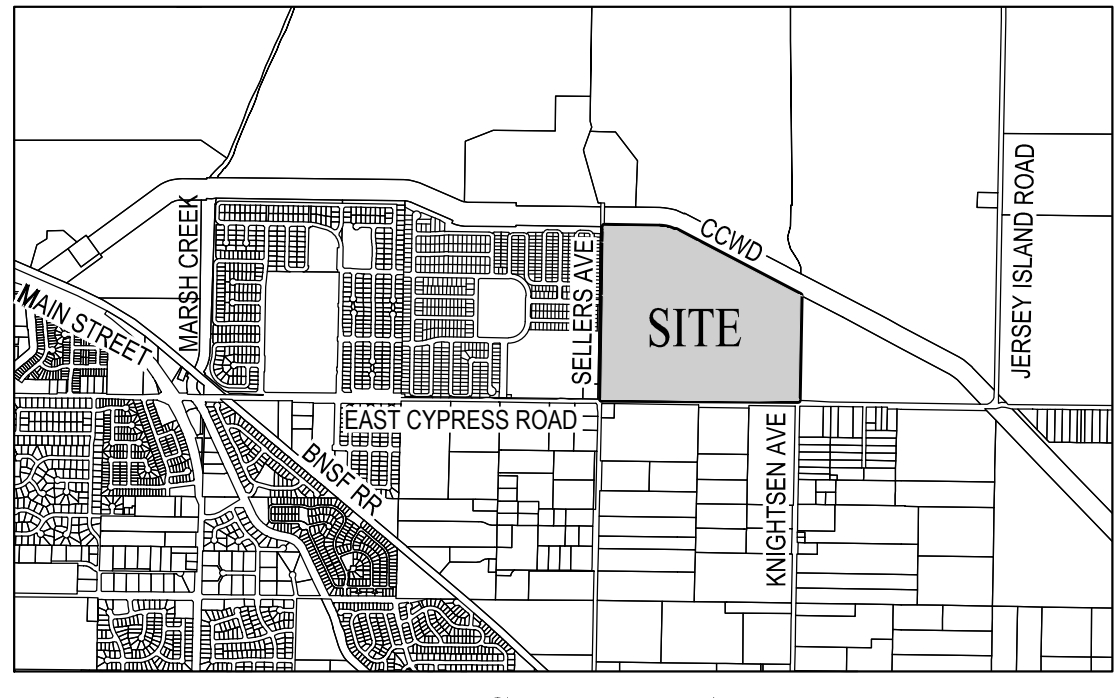 JERSEY ISLAND ROAD
MARSH CREEK
CCWD
SELLERS AVE
MAIN STREET
SITE
EAST CYPRESS ROAD
KNIGHTSEN AVE
BNSF RR